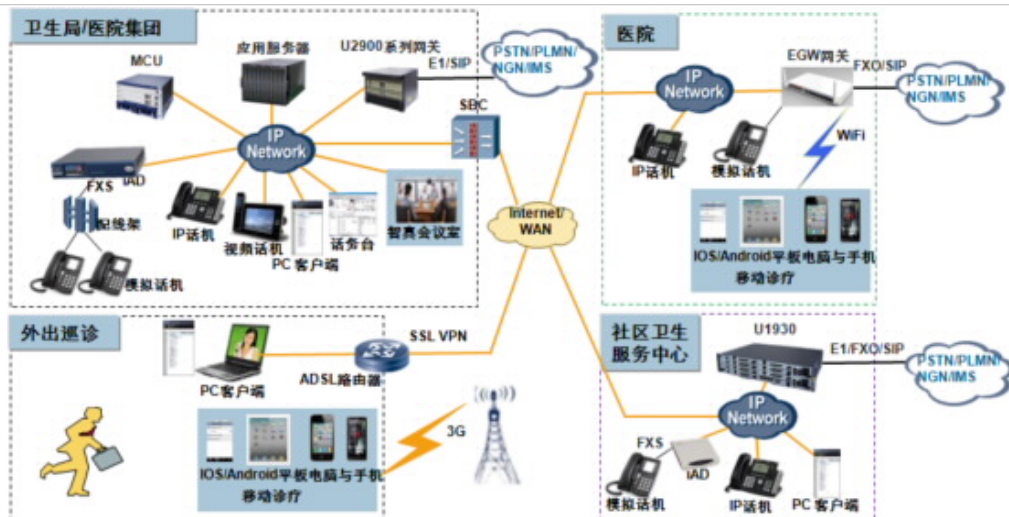 卫生局/医院集团
MCU
应用服务器
U2900系列网关
E1/SIP
PSTN/PLMN/
NGN/IMS
SBC
IP
Network
FXS
IAD
配线架
模拟话机
IP话机
视频话机
PC 客户端
话务台
智真会议室
Internet/
WAN
医院
EGW网关
FXO/SIP
PSTN/PLMN/
NGN/IMS
IP
Network
WiFi
IP话机
模拟话机
IOS/Android平板电脑与手机
移动诊疗
外出巡诊
PC客户端
ADSL路由器
SSL VPN
3G
IOS/Android平板电脑与手机
移动诊疗
社区卫生
服务中心
U1930
E1/FXO/SIP
PSTN/PLMN/
NGN/IMS
IP
Network
FXS
iAD
模拟话机
IP话机
PC 客户端